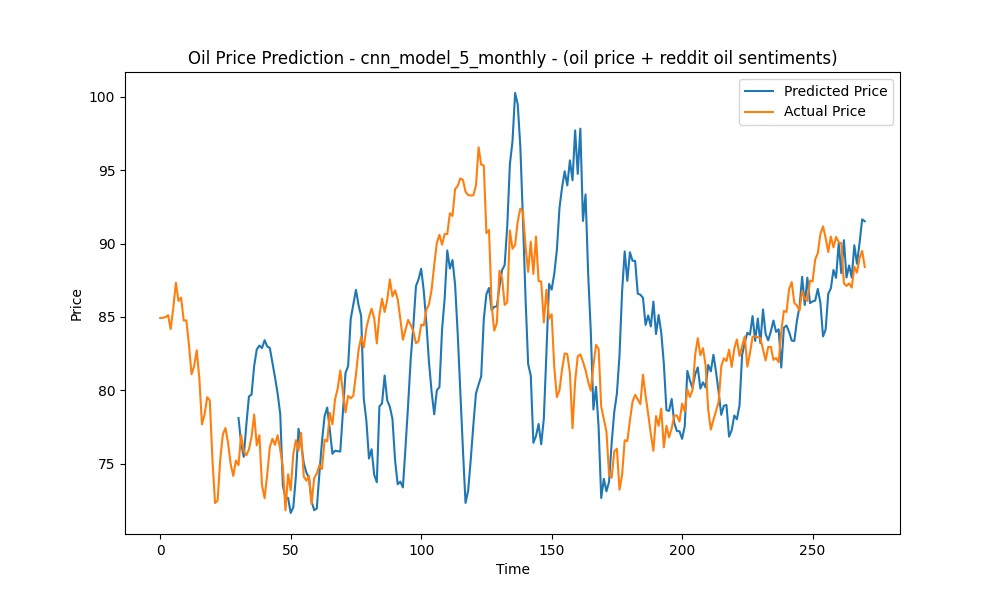 Oil Price Prediction - cnn_model_5_monthly - (oil price + reddit oil sentiments)
Predicted Price
Actual Price
100
95
90
85
80
75
Price
0 50 100 150 200 250
Time